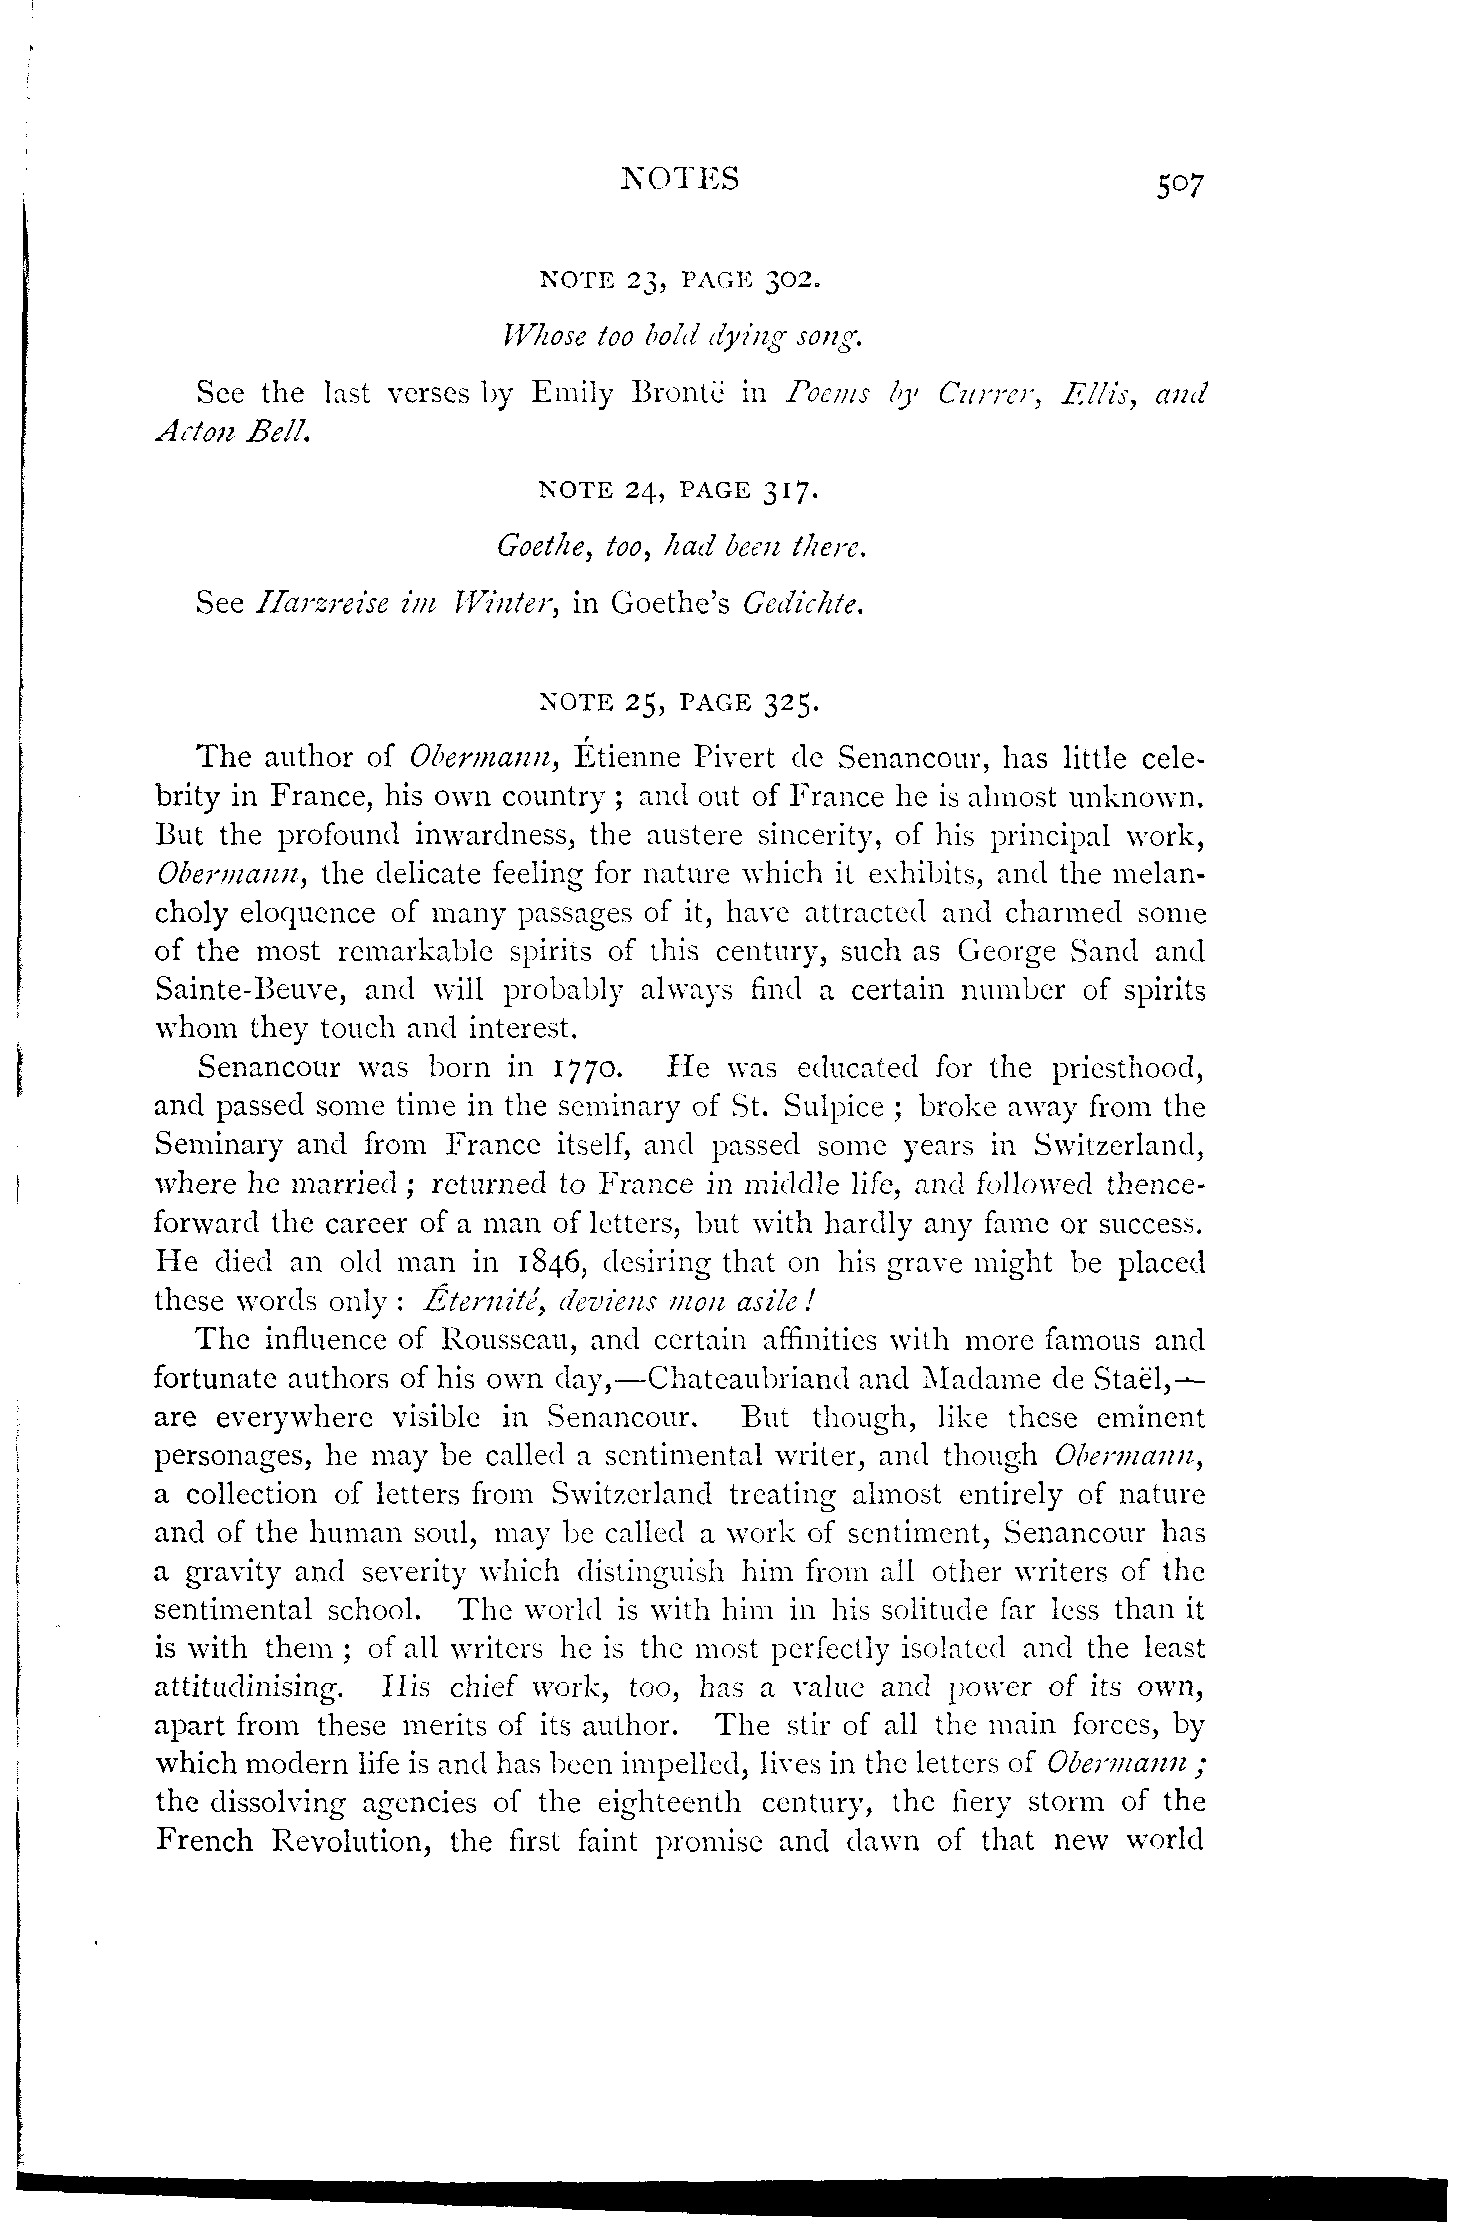 NOTES 507
NOTE 23, PAGE 302.
Whose too bold dying song.
See the last verses by Emily Brontë in Poems by Currer, Ellis, and
Acton Bell.
NOTE 24, PAGE 317.
Goethe, too, had been there.
See Harzreise im Winter, in Goethe's Gedichte.
NOTE 25, PAGE 325.
The author of Obermann, Étienne Pivert de Senancour, has little cele-
brity in France, his own country ; and out of France he is almost unknown.
But the profound inwardness, the austere sincerity, of his principal work,
Obermann, the delicate feeling for nature which it exhibits, and the melan-
choly eloquence of many passages of it, have attracted and charmed some
of the most remarkable spirits of this century, such as George Sand and
Sainte-Beuve, and will probably always find a certain number of spirits
whom they touch and interest.
Senancour was born in 1770. He was educated for the priesthood,
and passed some time in the seminary of St. Sulpice ; broke away from the
Seminary and from France itself, and passed some years in Switzerland,
where he married ; returned to France in middle life, and followed thence-
forward the career of a man of letters, but with hardly any fame or success.
He died an old man in 1846, desiring that on his grave might be placed
these words only : Éternité, deviens mon asile !
The influence of Rousseau, and certain affinities with more famous and
fortunate authors of his own day,—Chateaubriand and Madame de Staël,—
are everywhere visible in Senancour. But though, like these eminent
personages, he may be called a sentimental writer, and though Obermann,
a collection of letters from Switzerland treating almost entirely of nature
and of the human soul, may be called a work of sentiment, Senancour has
a gravity and severity which distinguish him from all other writers of the
sentimental school. The world is with him in his solitude far less than it
is with them ; of all writers he is the most perfectly isolated and the least
attitudinising. His chief work, too, has a value and power of its own,
apart from these merits of its author. The stir of all the main forces, by
which modern life is and has been impelled, lives in the letters of Obermann ;
the dissolving agencies of the eighteenth century, the fiery storm of the
French Revolution, the first faint promise and dawn of that new world